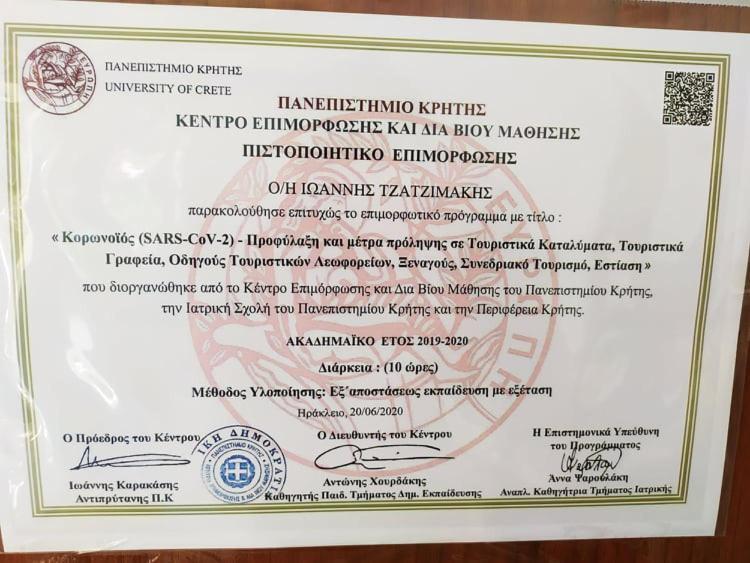 ΠΑΝΕΠΙΣΤΗΜΙΟ ΚΡΗΤΗΣ
UNIVERSITY OF CRETE
ΠΑΝΕΠΙΣΤΗΜΙΟ ΚΡΗΤΗΣ
ΚΕΝΤΡΟ ΕΠΙΜΟΡΦΩΣΗΣ ΚΑΙ ΔΙΑ ΒΙΟΥ ΜΑΘΗΣΗΣ
ΠΙΣΤΟΠΟΙΗΤΙΚΟ ΕΠΙΜΟΡΦΩΣΗΣ
Ο/Η ΙΩΑΝΝΗΣ ΤΖΑΤΖΙΜΑΚΗΣ
παρακολούθησε επιτυχώς το επιμορφωτικό πρόγραμμα με τίτλο :
« Κορωνοϊός (SARS-CoV-2) - Προφύλαξη και μέτρα πρόληψης σε Τουριστικά Καταλύματα, Τουριστικά
Γραφεία, Οδηγούς Τουριστικών Λεωφορείων, Ξεναγούς, Συνεδριακό Τουρισμό, Εστίαση »
που διοργανώθηκε από το Κέντρο Επιμόρφωσης και Δια Βίου Μάθησης του Πανεπιστημίου Κρήτης,
την Ιατρική Σχολή του Πανεπιστημίου Κρήτης και την Περιφέρεια Κρήτης.
ΑΚΑΔΗΜΑΪΚΟ ΕΤΟΣ 2019-2020
Διάρκεια : (10 ώρες)
Μέθοδος Υλοποίησης: Εξ΄αποστάσεως εκπαίδευση με εξέταση
Ηράκλειο, 20/06/2020
Ο Πρόεδρος του Κέντρου
Ιωάννης Καρακάσης
Αντιπρύτανης Π.Κ
Ο Διευθυντής του Κέντρου
Αντώνης Χουρδάκης
Καθηγητής Παιδ. Τμήματος Δημ. Εκπαίδευσης
Η Επιστημονικά Υπεύθυνη
του Προγράμματος
Άννα Ψαρουλάκη
Αναπλ. Καθηγήτρια Τμήματος Ιατρικής